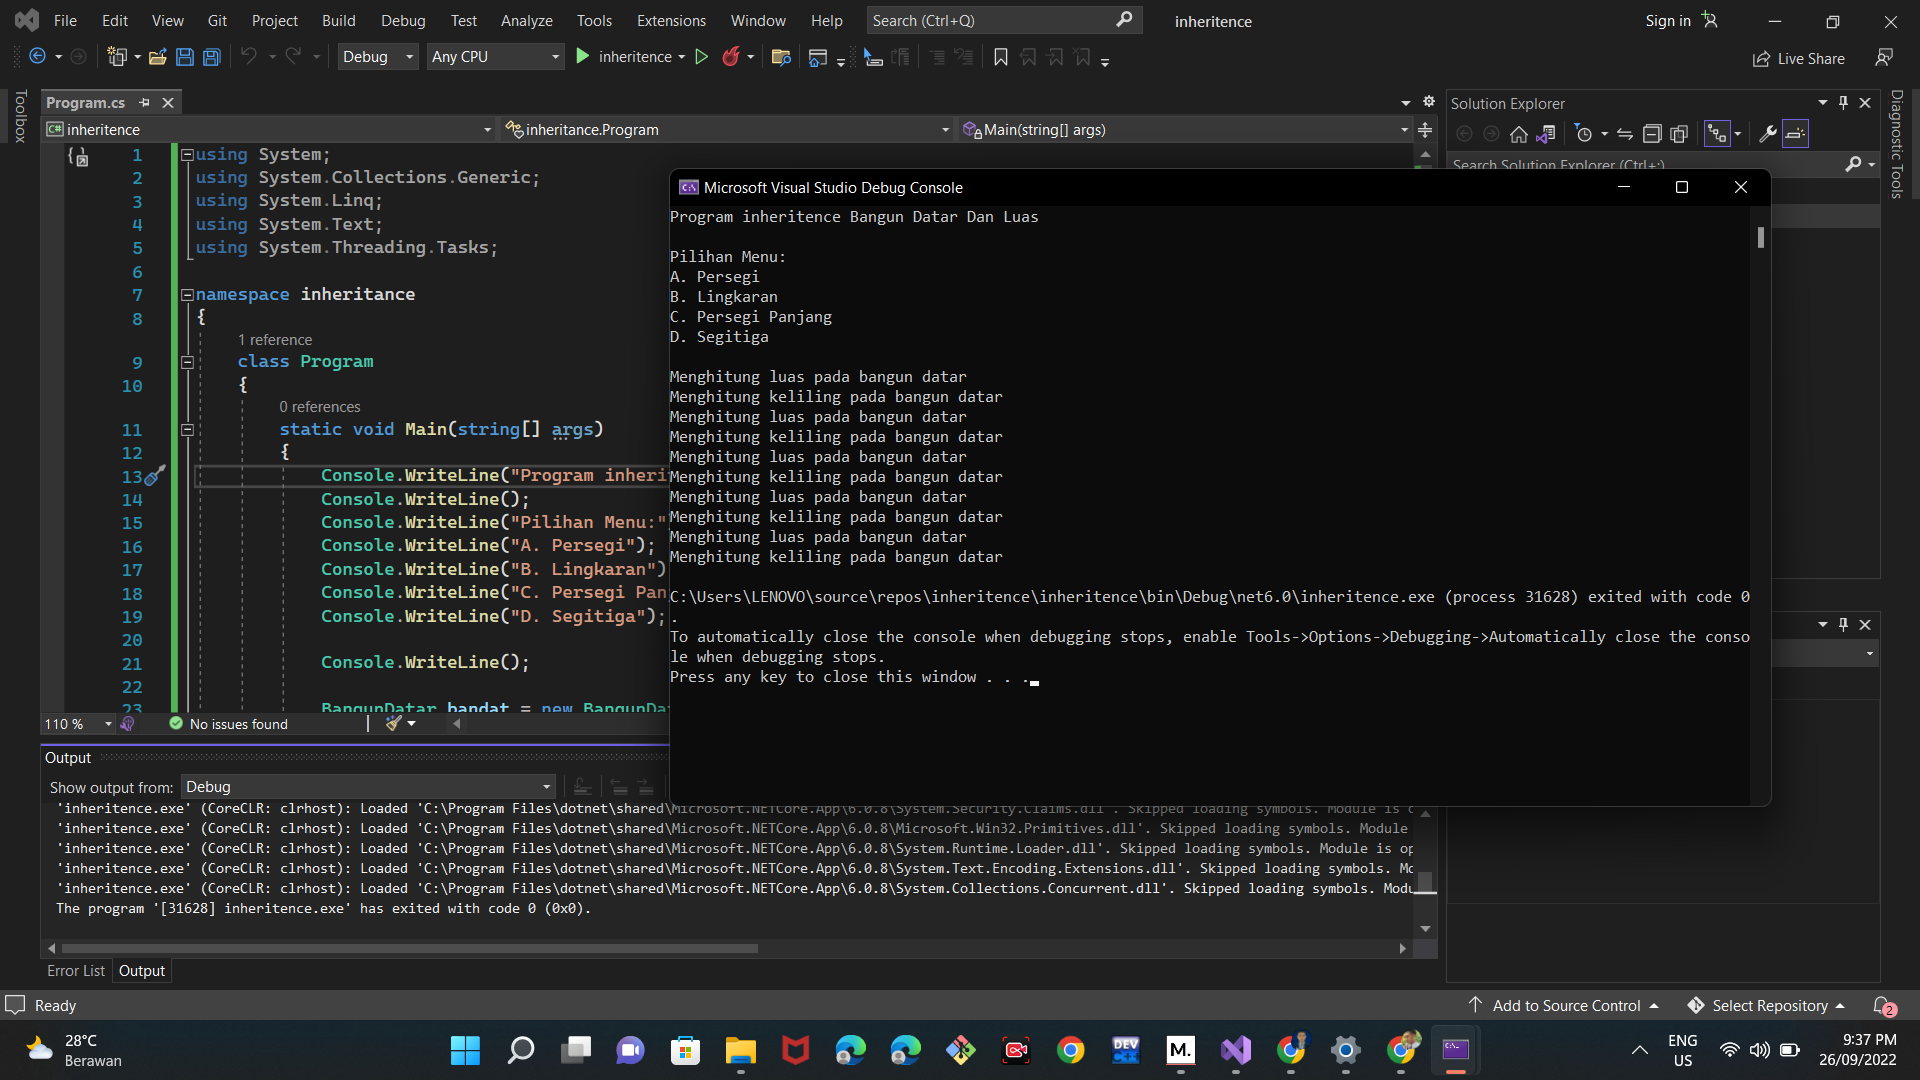 File Edit View Git Project Build Debug Test Analyze Tools Extensions Window Help Search (Ctrl+Q) inheritence Sign in
Debug Any CPU inheritence Live Share
Toolbox
Program.cs
inheritence inheritance.Program Main(string[] args)
1 using System;
2 using System.Collections.Generic;
3 using System.Linq;
4 using System.Text;
5 using System.Threading.Tasks;
6
7 namespace inheritance
8 {
1 reference
9 class Program
10 {
0 references
11 static void Main(string[] args)
12 {
13 Console.WriteLine("Program inheri
14 Console.WriteLine();
15 Console.WriteLine("Pilihan Menu:"
16 Console.WriteLine("A. Persegi");
17 Console.WriteLine("B. Lingkaran")
18 Console.WriteLine("C. Persegi Pan
19 Console.WriteLine("D. Segitiga");
20
21 Console.WriteLine();
22
23 BangunDatar bandat = new BangunDat
110 % No issues found
Microsoft Visual Studio Debug Console
Program inheritence Bangun Datar Dan Luas
Pilihan Menu:
A. Persegi
B. Lingkaran
C. Persegi Panjang
D. Segitiga
Menghitung luas pada bangun datar
Menghitung keliling pada bangun datar
Menghitung luas pada bangun datar
Menghitung keliling pada bangun datar
Menghitung luas pada bangun datar
Menghitung keliling pada bangun datar
Menghitung luas pada bangun datar
Menghitung keliling pada bangun datar
Menghitung luas pada bangun datar
Menghitung keliling pada bangun datar
C:\Users\LENOVO\source\repos\inheritence\inheritence\bin\Debug\net6.0\inheritence.exe (process 31628) exited with code 0
.
To automatically close the console when debugging stops, enable Tools->Options->Debugging->Automatically close the conso
le when debugging stops.
Press any key to close this window . . .
Solution Explorer
Search Solution Explorer (Ctrl+;)
Diagnostic Tools
Output
Show output from: Debug
'inheritence.exe' (CoreCLR: clrhost): Loaded 'C:\Program Files\dotnet\shared\Microsoft.NETCore.App\6.0.8\System.Security.Claims.dll'. Skipped loading symbols. Module is o
'inheritence.exe' (CoreCLR: clrhost): Loaded 'C:\Program Files\dotnet\shared\Microsoft.NETCore.App\6.0.8\Microsoft.Win32.Primitives.dll'. Skipped loading symbols. Module
'inheritence.exe' (CoreCLR: clrhost): Loaded 'C:\Program Files\dotnet\shared\Microsoft.NETCore.App\6.0.8\System.Runtime.Loader.dll'. Skipped loading symbols. Module is op
'inheritence.exe' (CoreCLR: clrhost): Loaded 'C:\Program Files\dotnet\shared\Microsoft.NETCore.App\6.0.8\System.Text.Encoding.Extensions.dll'. Skipped loading symbols. Mo
'inheritence.exe' (CoreCLR: clrhost): Loaded 'C:\Program Files\dotnet\shared\Microsoft.NETCore.App\6.0.8\System.Collections.Concurrent.dll'. Skipped loading symbols. Modu
The program '[31628] inheritence.exe' has exited with code 0 (0x0).
Error List Output
Ready Add to Source Control Select Repository 2
28°C
Berawan
DEV C++
M.
ENG
US
9:37 PM
26/09/2022